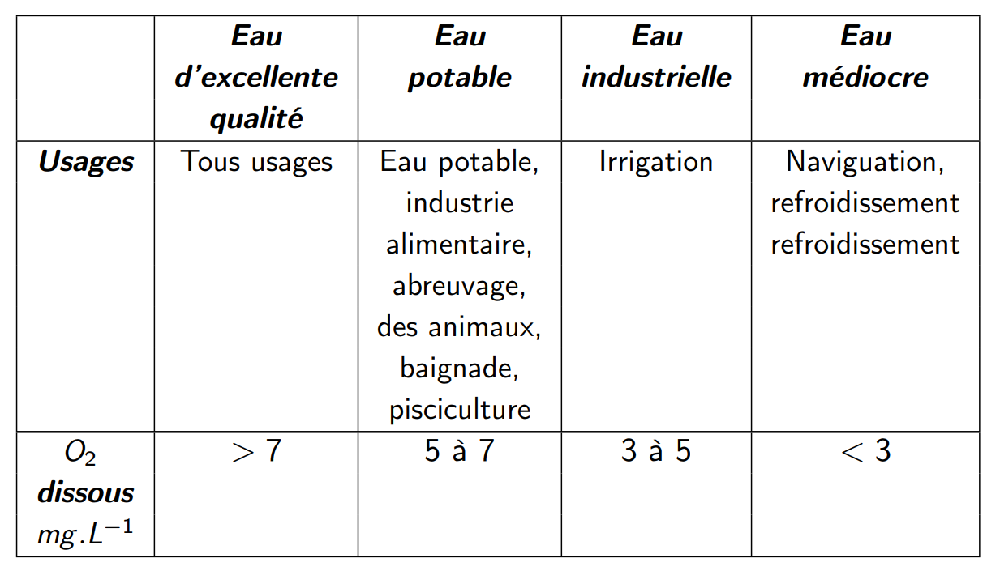 Eau d'excellente qualité
Eau potable
Eau industrielle
Eau médiocre
Usages
Tous usages
Eau potable,
industrie
alimentaire,
abreuvage,
des animaux,
baignade,
pisciculture
Irrigation
Naviguation,
refroidissement
refroidissement
O₂
dissous
mg.L⁻¹
> 7
5 à 7
3 à 5
< 3